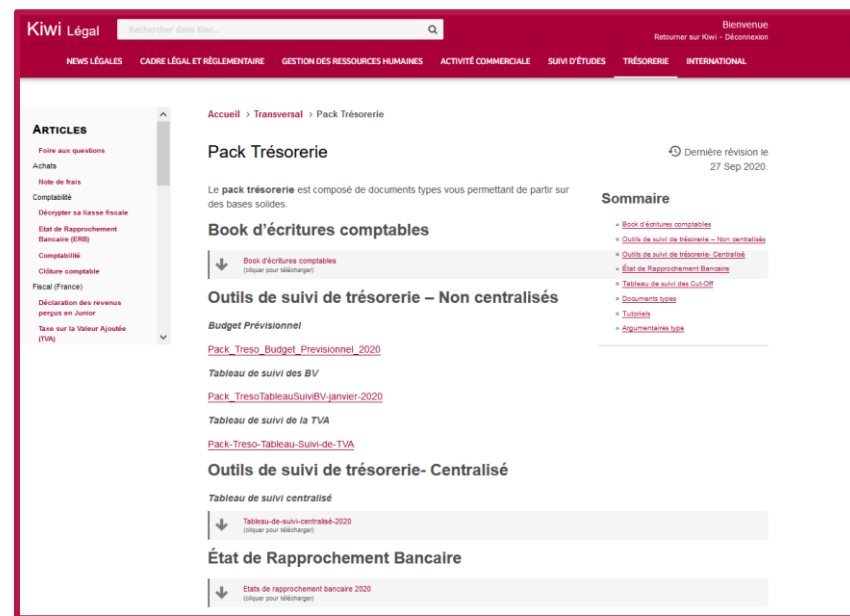 Kiwi Légal
Rechercher dans Kiwi...
Bienvenue
Retourner sur Kiwi - Déconnexion
NEWS LÉGALES CADRE LÉGAL ET RÈGLEMENTAIRE GESTION DES RESSOURCES HUMAINES ACTIVITÉ COMMERCIALE SUIVI D'ÉTUDES TRÉSORERIE INTERNATIONAL
ARTICLES
Foire aux questions
Achats
Note de frais
Comptabilité
Décrypter sa liasse fiscale
Etat de Rapprochement
Bancaire (ERB)
Comptabilité
Clôture comptable
Fiscal (France)
Déclaration des revenus
perçus en Junior
Taxe sur la Valeur Ajoutée
(TVA)
Accueil > Transversal > Pack Trésorerie
Pack Trésorerie
Dernière révision le
27 Sep 2020.
Le pack trésorerie est composé de documents types vous permettant de partir sur
des bases solides.
Sommaire
Book d'écritures comptables
Outils de suivi de trésorerie – Non centralisés
Outils de suivi de trésorerie- Centralisé
État de Rapprochement Bancaire
Tableau de suivi des Cut-Off
Documents types
Tutoriels
Argumentaires type
Book d'écritures comptables
Book d'écritures comptables
(cliquer pour télécharger)
Outils de suivi de trésorerie – Non centralisés
Budget Prévisionnel
Pack_Treso_Budget_Previsionnel_2020
Tableau de suivi des BV
Pack_TresoTableauSuiviBV-janvier-2020
Tableau de suivi de la TVA
Pack-Treso-Tableau-Suivi-de-TVA
Outils de suivi de trésorerie- Centralisé
Tableau de suivi centralisé
Tableau-de-suivi-centralisé-2020
(cliquer pour télécharger)
État de Rapprochement Bancaire
Etats de rapprochement bancaire 2020
(cliquer pour télécharger)